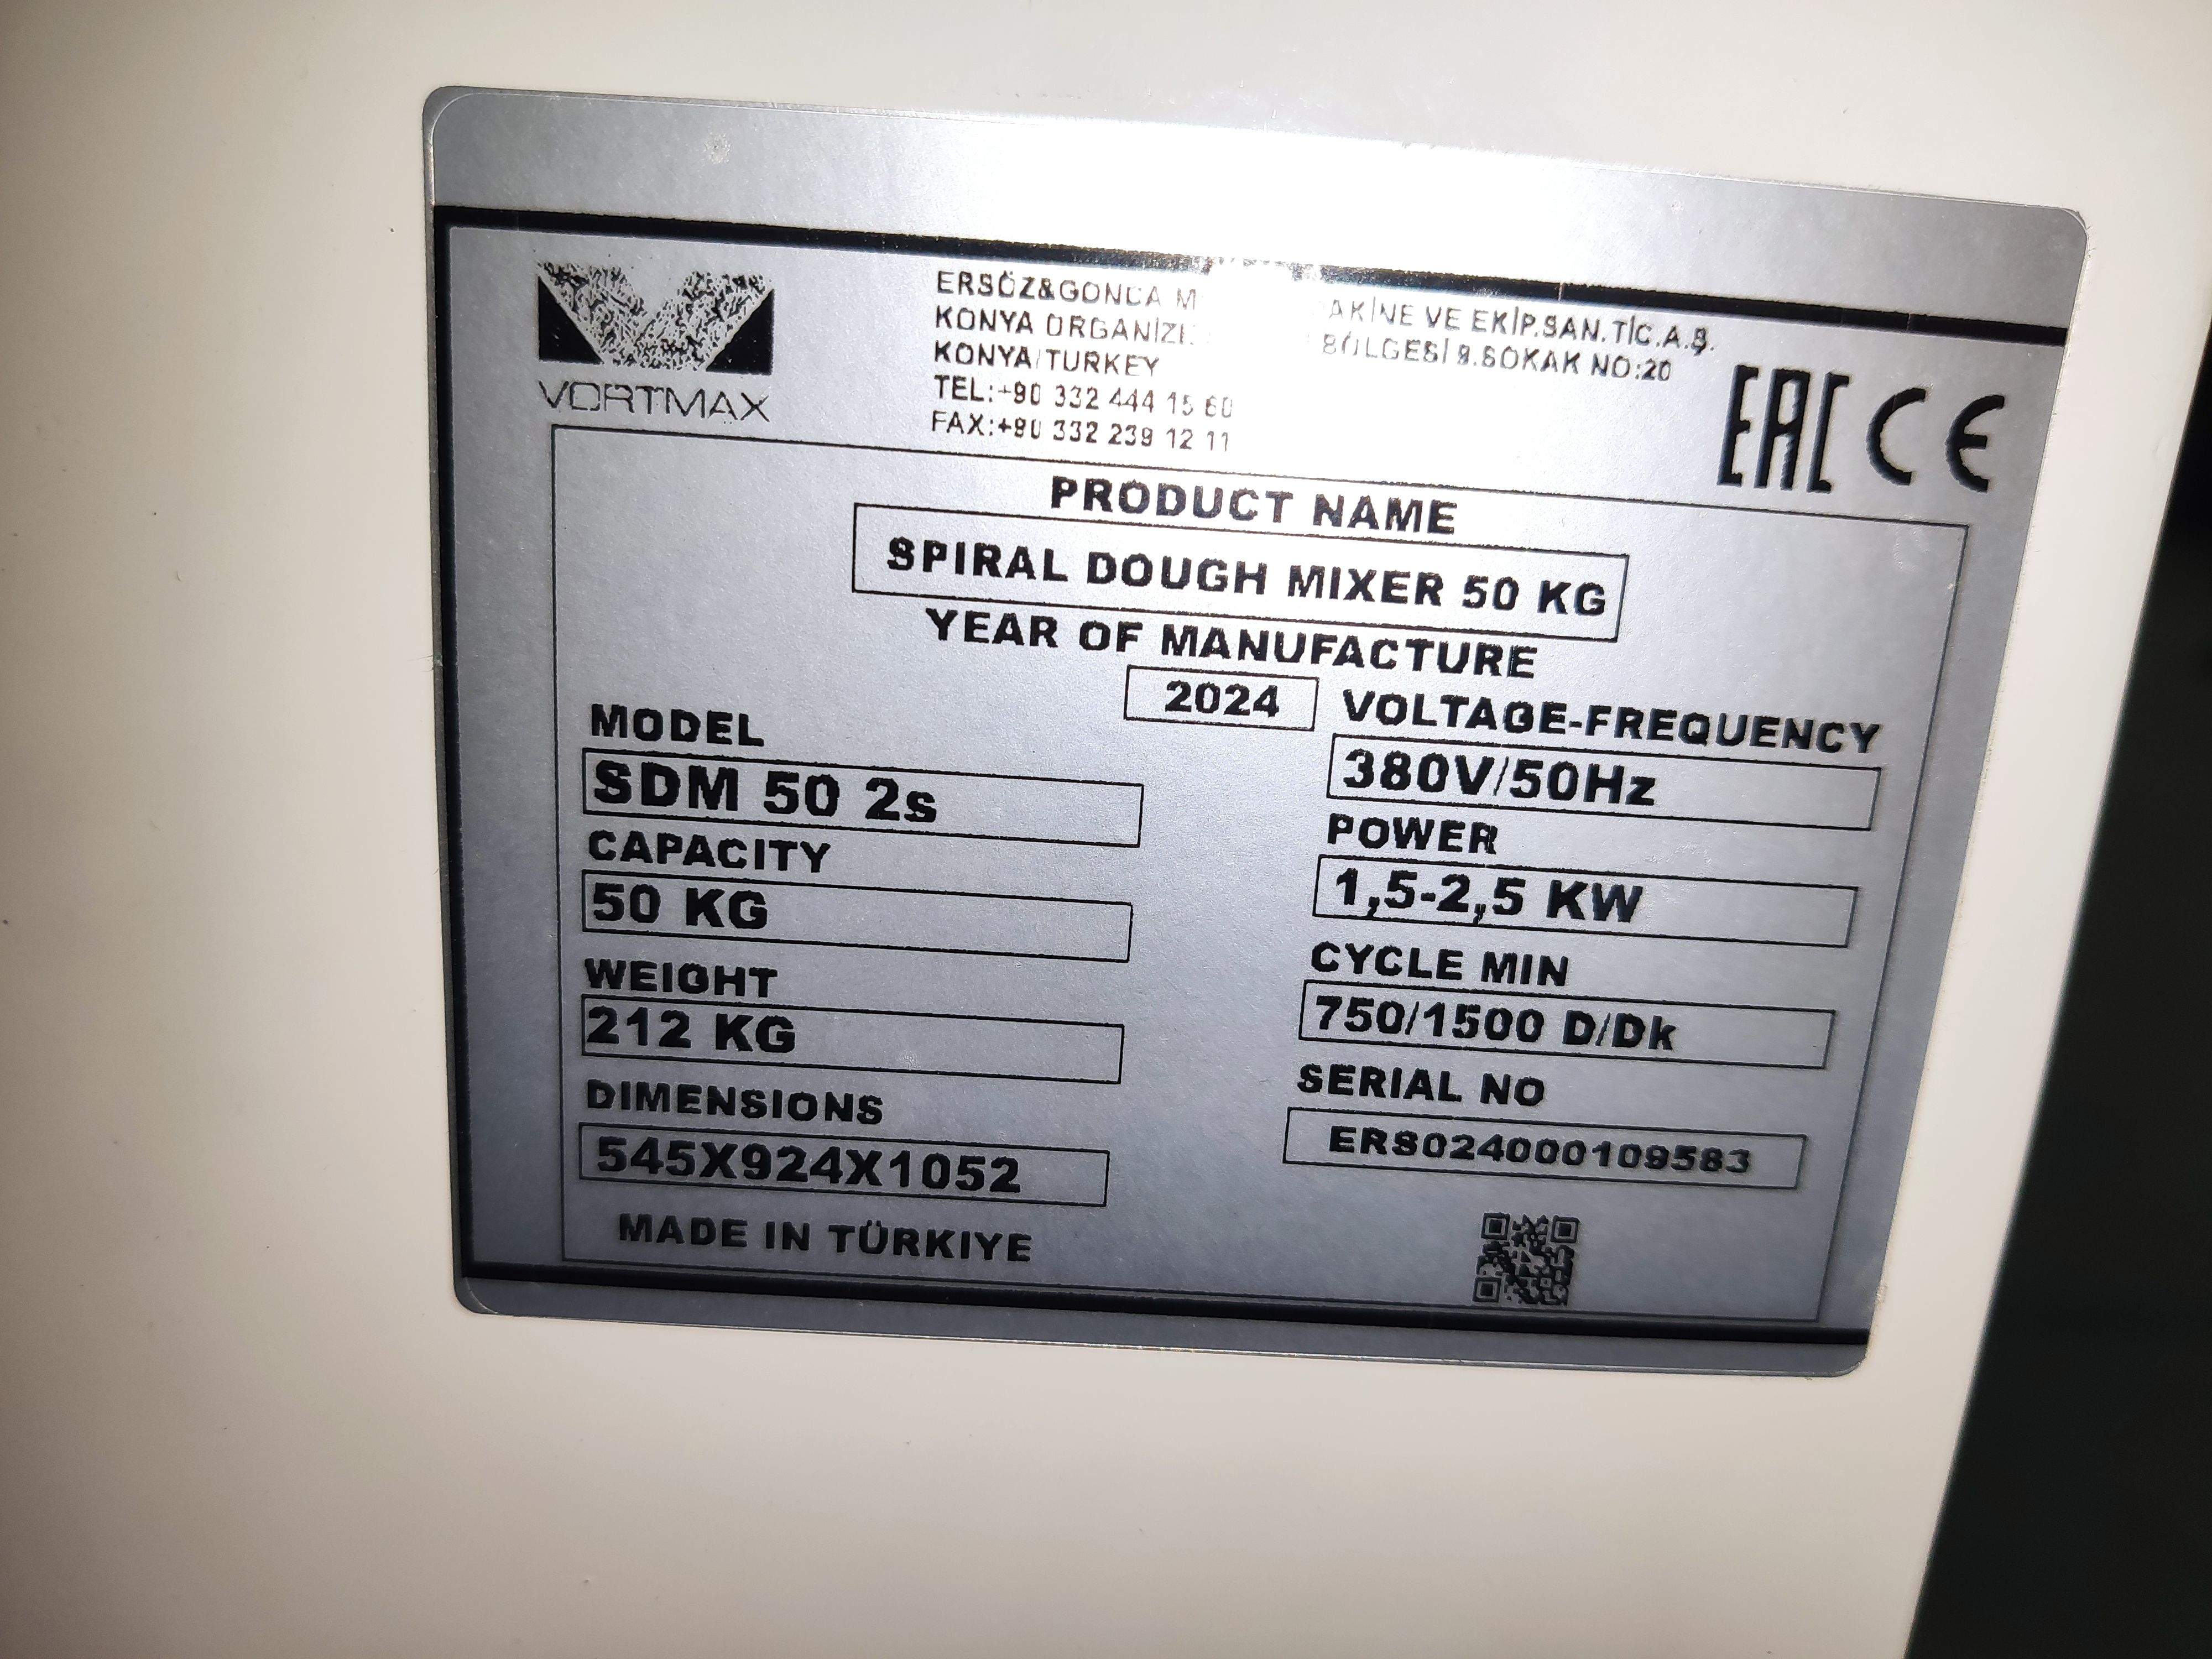 VORTMAX
ERSÖZ&GONCA M AKİNE VE EKİP.SAN.TİC.A.Ş.
KONYA ORGANİZE BÖLGESİ 9.SOKAK NO:20
KONYA/TURKEY
TEL:+90 332 444 15 60
FAX:+90 332 239 12 11
EAC CE
PRODUCT NAME
SPIRAL DOUGH MIXER 50 KG
YEAR OF MANUFACTURE
2024
MODEL
SDM 50 2s
CAPACITY
50 KG
WEIGHT
212 KG
DIMENSIONS
545X924X1052
MADE IN TÜRKIYE
VOLTAGE-FREQUENCY
380V/50Hz
POWER
1,5-2,5 KW
CYCLE MIN
750/1500 D/Dk
SERIAL NO
ERS024000109583